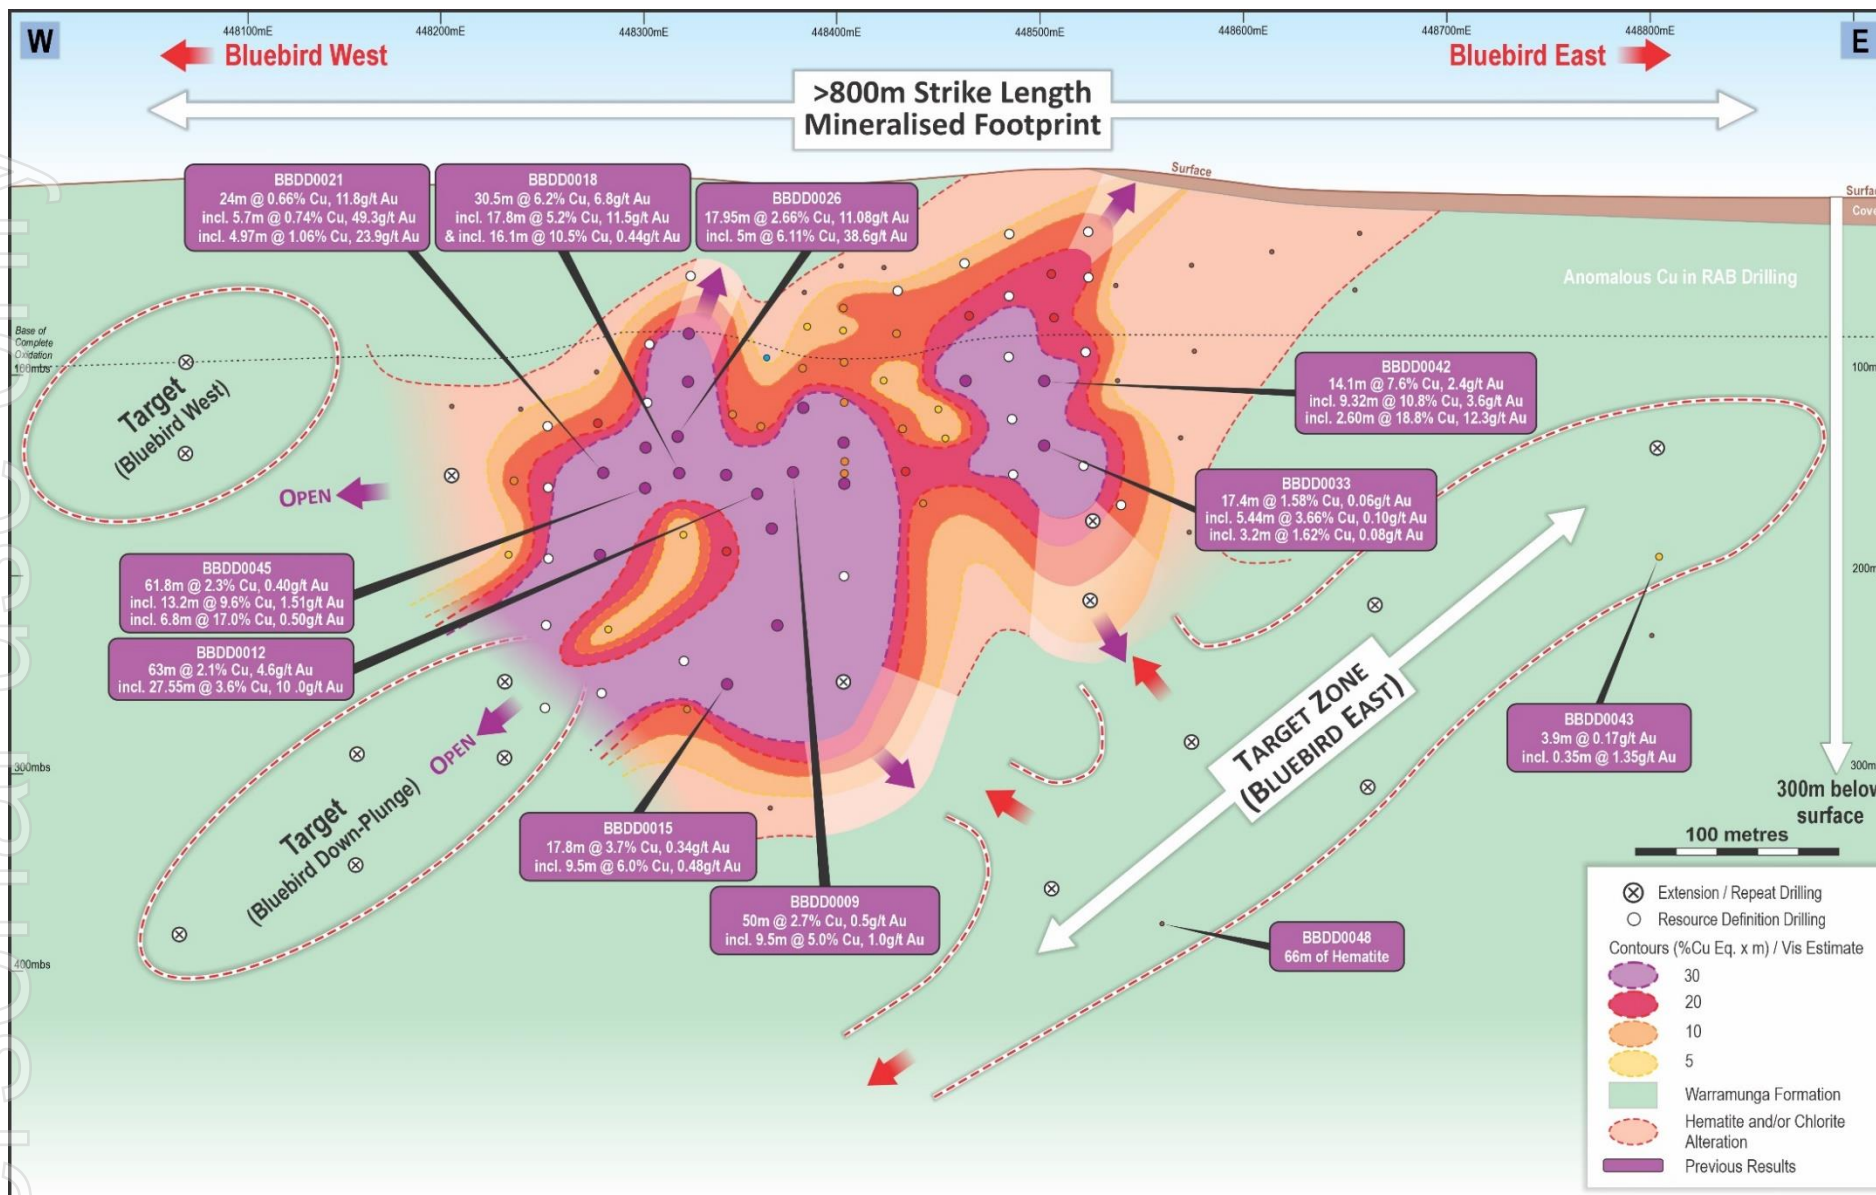 W
448100mE
448200mE
448300mE
448400mE
448500mE
448600mE
448700mE
448800mE
E
Bluebird West
Bluebird East
>800m Strike Length
Mineralised Footprint
Surface
BBDD0021
24m @ 0.66% Cu, 11.8g/t Au
incl. 5.7m @ 0.74% Cu, 49.3g/t Au
incl. 4.97m @ 1.06% Cu, 23.9g/t Au
BBDD0018
30.5m @ 6.2% Cu, 6.8g/t Au
incl. 17.8m @ 5.2% Cu, 11.5g/t Au
& incl. 16.1m @ 10.5% Cu, 0.44g/t Au
BBDD0026
17.95m @ 2.66% Cu, 11.08g/t Au
incl. 5m @ 6.11% Cu, 38.6g/t Au
Surfac
Cove
Anomalous Cu in RAB Drilling
Base of
Complete
Oxidation
100mbs
100m
Target
(Bluebird West)
OPEN
BBDD0042
14.1m @ 7.6% Cu, 2.4g/t Au
incl. 9.32m @ 10.8% Cu, 3.6g/t Au
incl. 2.60m @ 18.8% Cu, 12.3g/t Au
BBDD0033
17.4m @ 1.58% Cu, 0.06g/t Au
incl. 5.44m @ 3.66% Cu, 0.10g/t Au
incl. 3.2m @ 1.62% Cu, 0.08g/t Au
200m
BBDD0045
61.8m @ 2.3% Cu, 0.40g/t Au
incl. 13.2m @ 9.6% Cu, 1.51g/t Au
incl. 6.8m @ 17.0% Cu, 0.50g/t Au
BBDD0012
63m @ 2.1% Cu, 4.6g/t Au
incl. 27.55m @ 3.6% Cu, 10 .0g/t Au
TARGET ZONE
(BLUEBIRD EAST)
BBDD0043
3.9m @ 0.17g/t Au
incl. 0.35m @ 1.35g/t Au
OPEN
300mbs
300m
300m below
surface
Target
(Bluebird Down-Plunge)
BBDD0015
17.8m @ 3.7% Cu, 0.34g/t Au
incl. 9.5m @ 6.0% Cu, 0.48g/t Au
BBDD0009
50m @ 2.7% Cu, 0.5g/t Au
incl. 9.5m @ 5.0% Cu, 1.0g/t Au
BBDD0048
66m of Hematite
400mbs
100 metres
Extension / Repeat Drilling
Resource Definition Drilling
Contours (%Cu Eq. x m) / Vis Estimate
30
20
10
5
Warramunga Formation
Hematite and/or Chlorite
Alteration
Previous Results